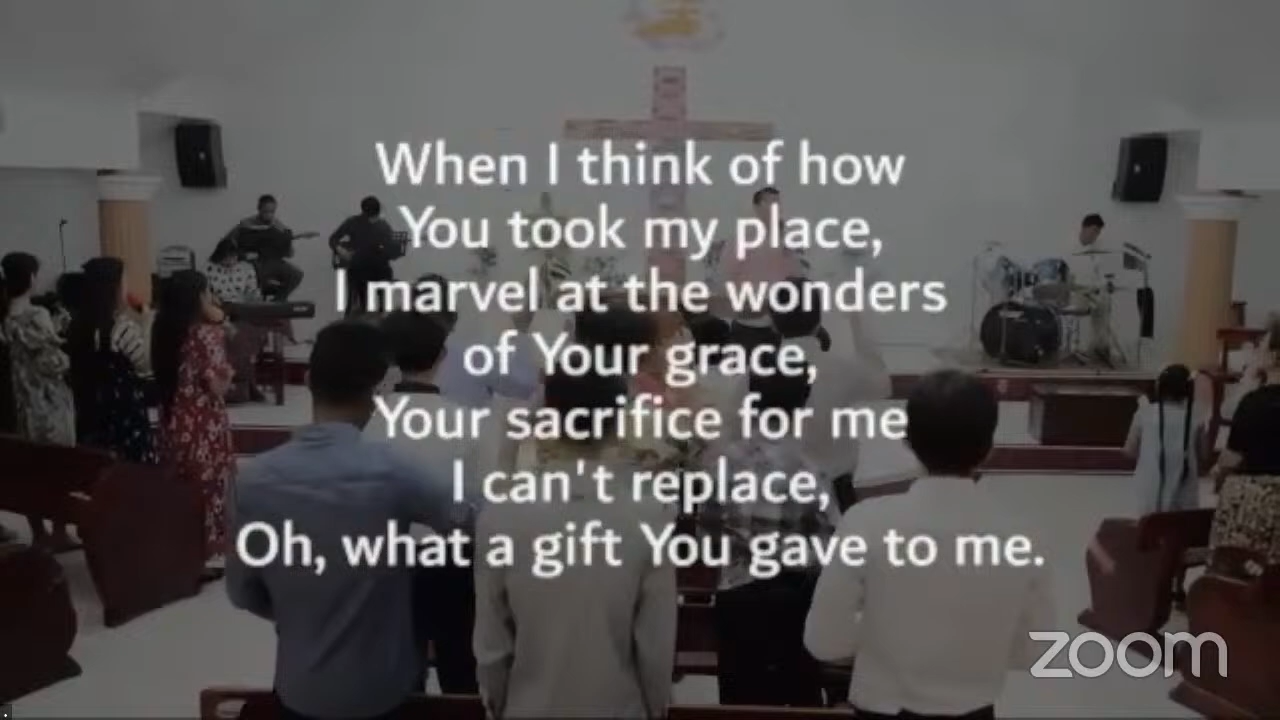 When I think of how
You took my place,
I marvel at the wonders
of Your grace,
Your sacrifice for me
I can't replace,
Oh, what a gift You gave to me.
zoom